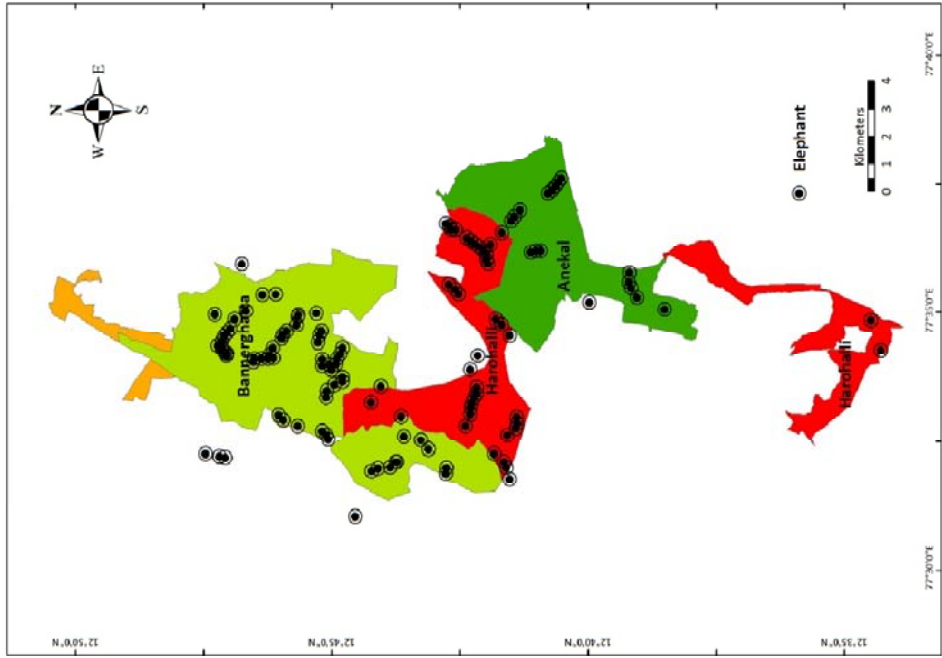 N
W E
S
Bannerghatta
Harohalli
Anekal
Harohalli
Elephant
Kilometers
0 1 2 3 4
12°50'0"N
12°45'0"N
12°40'0"N
12°35'0"N
77°30'0"E
77°35'0"E
77°40'0"E